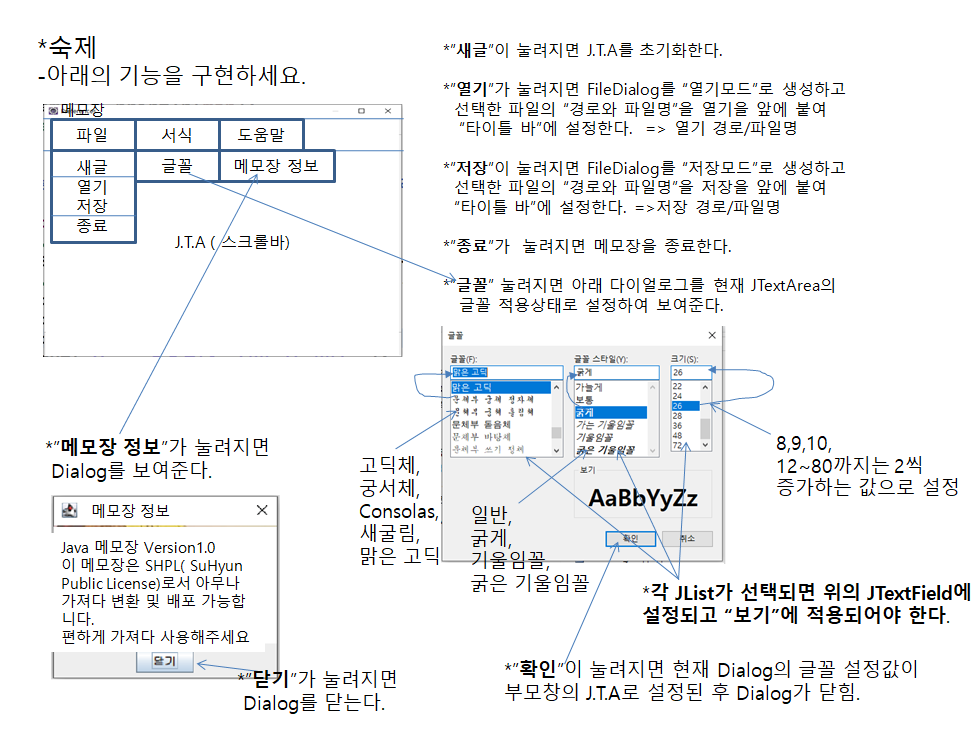 *숙제
-아래의 기능을 구현하세요.
메모장
파일 서식 도움말
새글 글꼴 메모장 정보
열기
저장
종료
J.T.A ( 스크롤바)
*”새글”이 눌려지면 J.T.A를 초기화한다.
*”열기”가 눌려지면 FileDialog를 “열기모드”로 생성하고
선택한 파일의 “경로와 파일명”을 열기을 앞에 붙여
“타이틀 바”에 설정한다. => 열기 경로/파일명
*”저장”이 눌려지면 FileDialog를 “저장모드”로 생성하고
선택한 파일의 “경로와 파일명”을 저장을 앞에 붙여
“타이틀 바”에 설정한다. =>저장 경로/파일명
*”종료”가 눌려지면 메모장을 종료한다.
*”글꼴” 눌려지면 아래 다이얼로그를 현재 JTextArea의
글꼴 적용상태로 설정하여 보여준다.
글꼴
글꼴(F): 글꼴 스타일(Y): 크기(S):
맑은 고딕 굵게 26
맑은 고딕 가늘게 22
문체부 궁체 정자체 보통 24
문체부 궁체 흘림체 굵게 26
문체부 돋음체 가는 기울임꼴 28
문체부 바탕체 기울임꼴 36
문체부 쓰기 정체 굵은 기울임꼴 48
72
보기
AaBbYyZz
확인 취소
고딕체,
궁서체,
Consolas,
새굴림,
맑은 고딕
일반,
굵게,
기울임꼴,
굵은 기울임꼴
8,9,10,
12~80까지는 2씩
증가하는 값으로 설정
*각 JList가 선택되면 위의 JTextField에
설정되고 “보기”에 적용되어야 한다.
*”확인”이 눌려지면 현재 Dialog의 글꼴 설정값이
부모창의 J.T.A로 설정된 후 Dialog가 닫힘.
*”메모장 정보”가 눌려지면
Dialog를 보여준다.
메모장 정보
Java 메모장 Version1.0
이 메모장은 SHPL( SuHyun
Public License)로서 아무나
가져다 변환 및 배포 가능합
니다.
편하게 가져다 사용해주세요
닫기
*”닫기”가 눌려지면
Dialog를 닫는다.